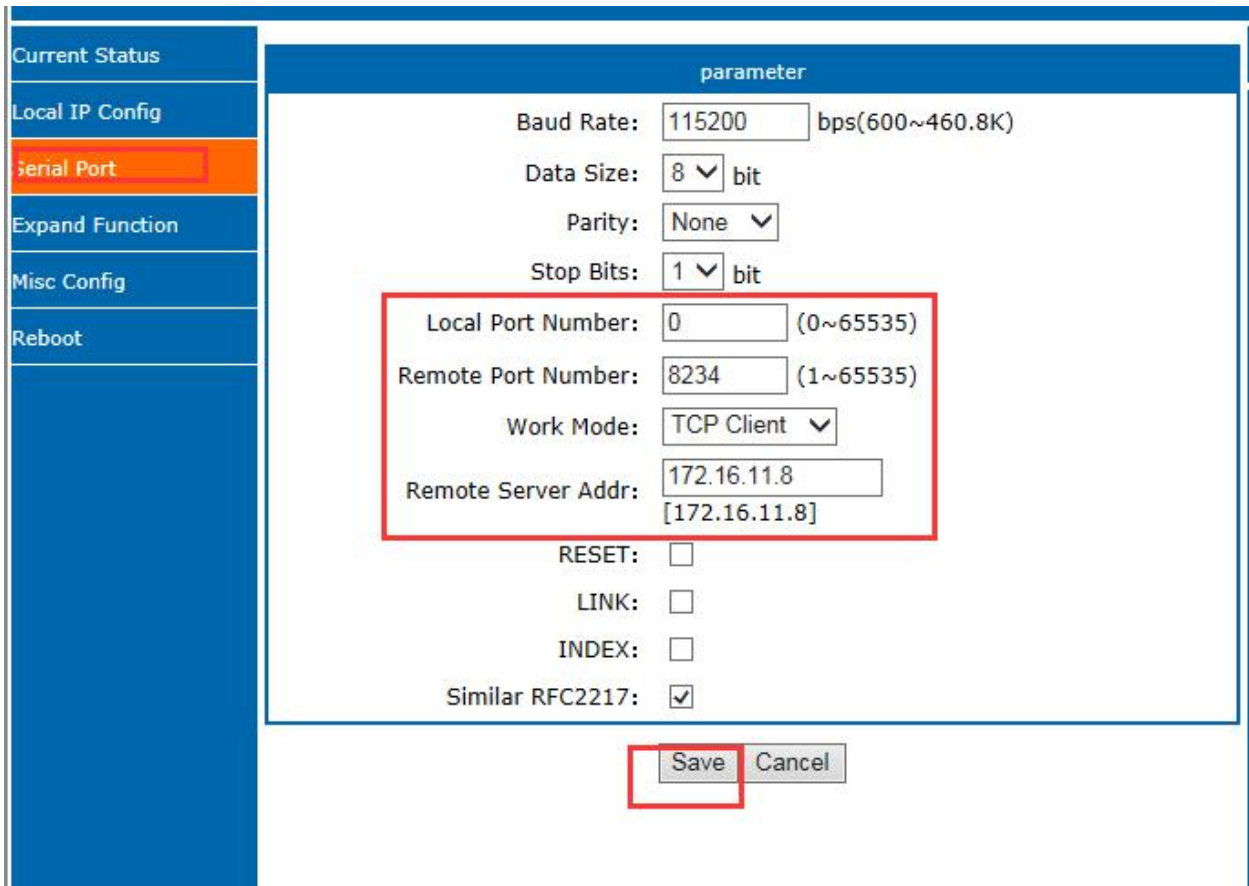 Current Status
Local IP Config
Serial Port
Expand Function
Misc Config
Reboot
parameter
Baud Rate: 115200 bps(600~460.8K)
Data Size: 8 bit
Parity: None
Stop Bits: 1 bit
Local Port Number: 0 (0~65535)
Remote Port Number: 8234 (1~65535)
Work Mode: TCP Client
Remote Server Addr: 172.16.11.8
[172.16.11.8]
RESET:
LINK:
INDEX:
Similar RFC2217:
Save Cancel